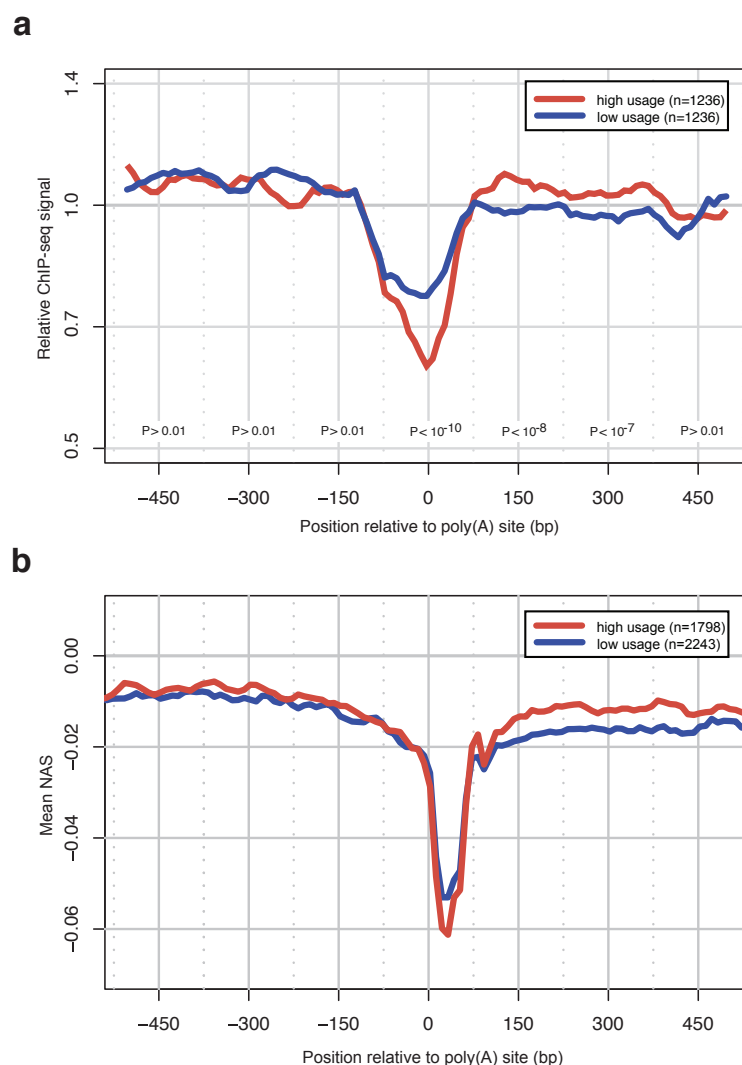 a
high usage (n=1236)
low usage (n=1236)
Relative ChIP-seq signal
1.4
1.0
0.7
0.5
P> 0.01 P> 0.01 P> 0.01 P< 10-10 P< 10-8 P< 10-7 P> 0.01
−450 −300 −150 0 150 300 450
Position relative to poly(A) site (bp)
b
high usage (n=1798)
low usage (n=2243)
Mean NAS
0.00
−0.02
−0.04
−0.06
−450 −300 −150 0 150 300 450
Position relative to poly(A) site (bp)